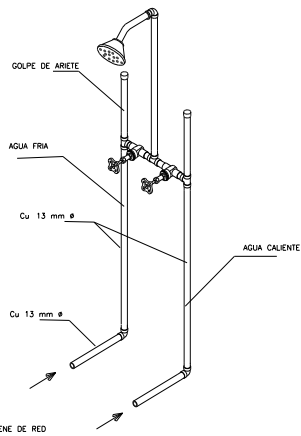 GOLPE DE ARIETE
AGUA FRIA
Cu 13 mm ø
AGUA CALIENTE
Cu 13 mm ø
ENE DE RED